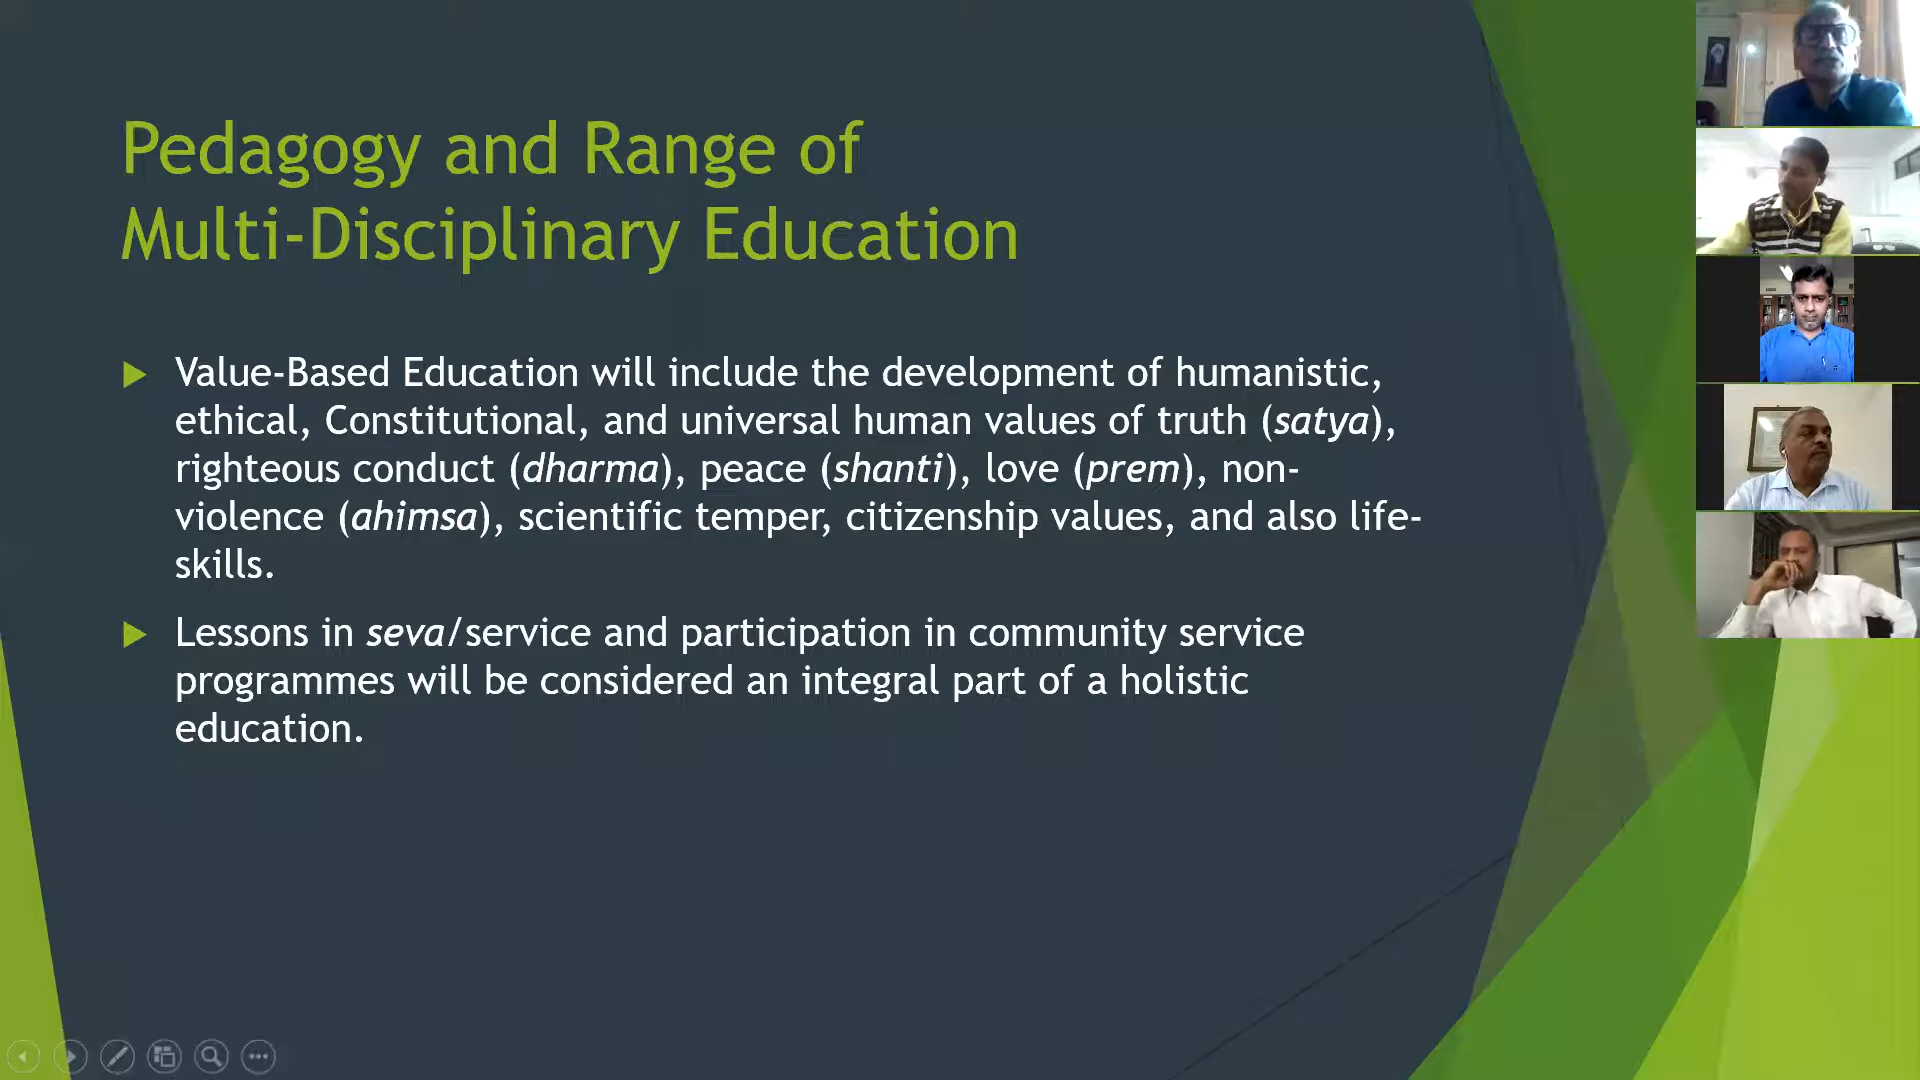 Pedagogy and Range of
Multi-Disciplinary Education
Value-Based Education will include the development of humanistic,
ethical, Constitutional, and universal human values of truth (satya),
righteous conduct (dharma), peace (shanti), love (prem), non-
violence (ahimsa), scientific temper, citizenship values, and also life-
skills.
Lessons in seva/service and participation in community service
programmes will be considered an integral part of a holistic
education.